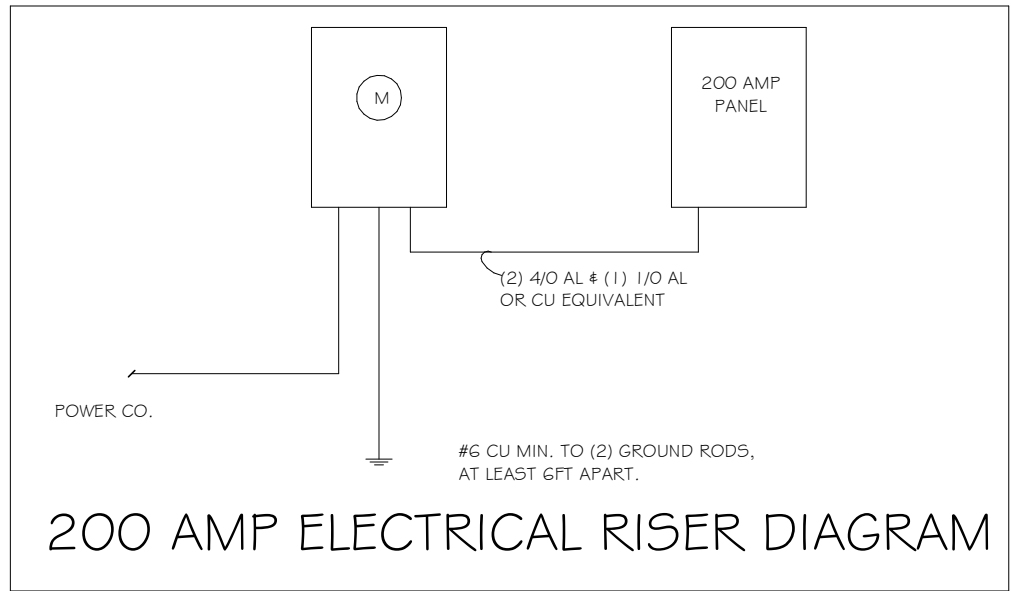 M
200 AMP
PANEL
(2) 4/0 AL & (1) 1/0 AL
OR CU EQUIVALENT
POWER CO.
#6 CU MIN. TO (2) GROUND RODS,
AT LEAST 6FT APART.
200 AMP ELECTRICAL RISER DIAGRAM